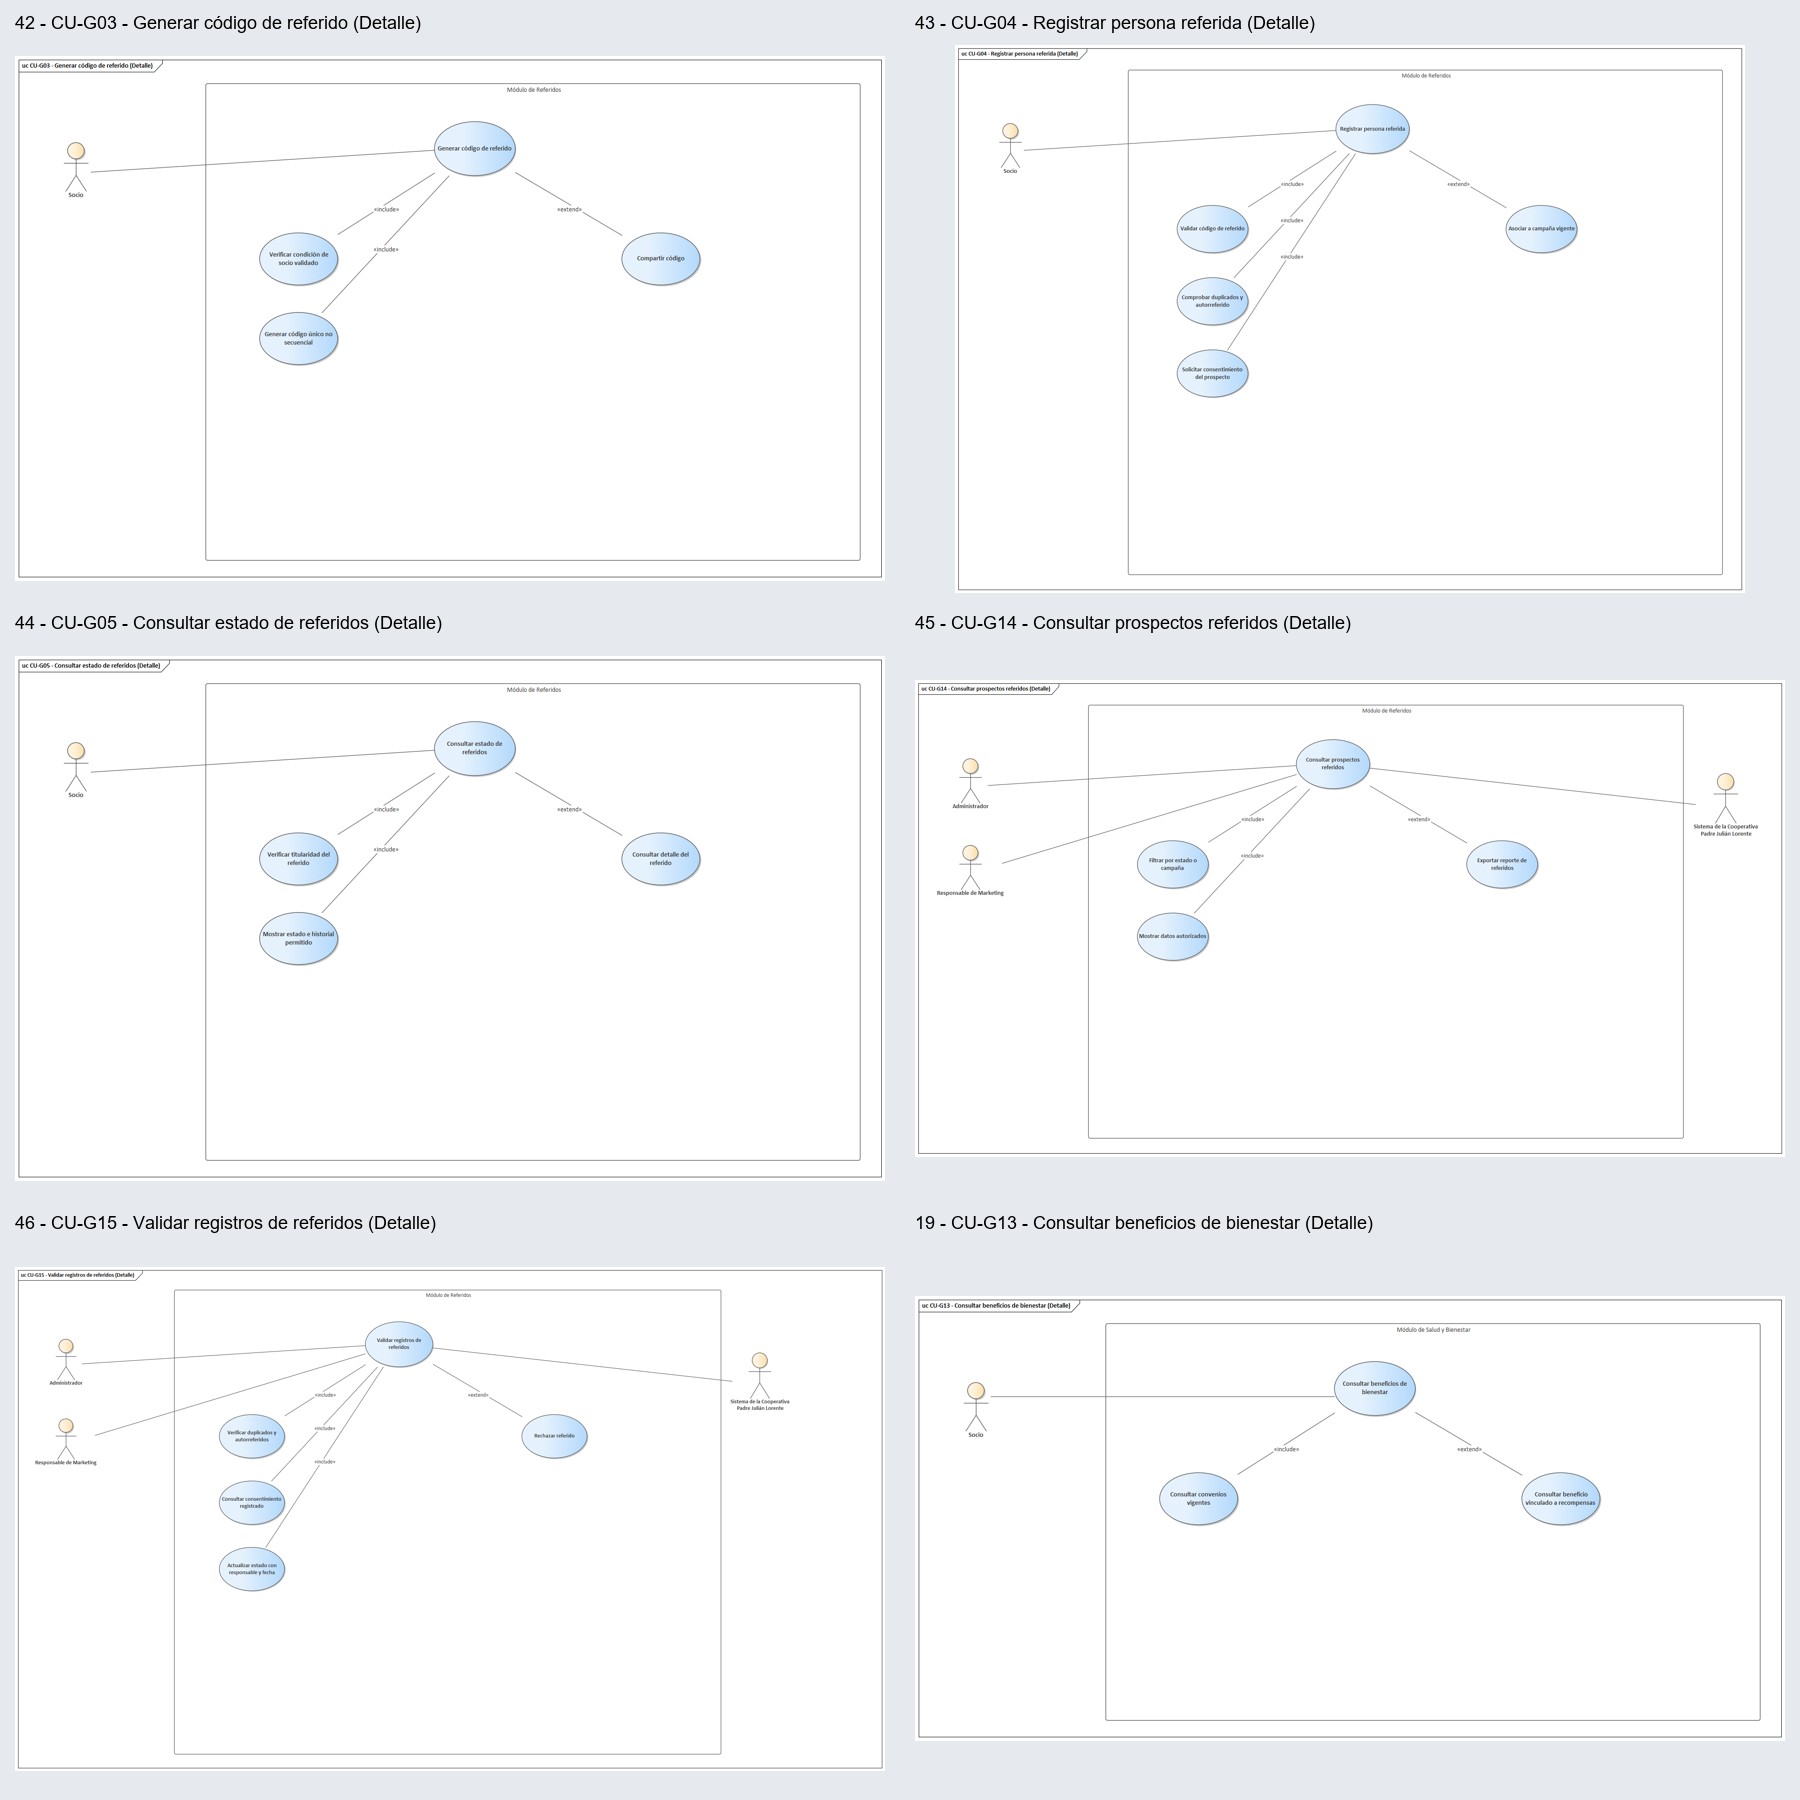 42 - CU-G03 - Generar código de referido (Detalle)
uc CU-G03 - Generar código de referido (Detalle)
Módulo de Referidos
Socio
Generar código de referido
«include»
«extend»
«include»
Verificar condición de
socio validado
Compartir código
Generar código único no
secuencial
43 - CU-G04 - Registrar persona referida (Detalle)
uc CU-G04 - Registrar persona referida (Detalle)
Módulo de Referidos
Socio
Registrar persona referida
«include»
«extend»
«include»
«include»
Validar código de referido
Asociar a campaña vigente
Comprobar duplicados y
autorreferido
Solicitar consentimiento
del prospecto
44 - CU-G05 - Consultar estado de referidos (Detalle)
uc CU-G05 - Consultar estado de referidos (Detalle)
Módulo de Referidos
Socio
Consultar estado de
referidos
«include»
«extend»
«include»
Verificar titularidad del
referido
Consultar detalle del
referido
Mostrar estado e historial
permitido
45 - CU-G14 - Consultar prospectos referidos (Detalle)
uc CU-G14 - Consultar prospectos referidos (Detalle)
Módulo de Referidos
Administrador
Responsable de Marketing
Consultar prospectos
referidos
Sistema de la Cooperativa
Padre Julián Lorente
«include»
«extend»
«include»
Filtrar por estado o
campaña
Exportar reporte de
referidos
Mostrar datos autorizados
46 - CU-G15 - Validar registros de referidos (Detalle)
uc CU-G15 - Validar registros de referidos (Detalle)
Módulo de Referidos
Administrador
Responsable de Marketing
Validar registros de
referidos
Sistema de la Cooperativa
Padre Julián Lorente
«include»
«extend»
«include»
«include»
Verificar duplicados y
autorreferidos
Rechazar referido
Consultar consentimiento
registrado
Actualizar estado con
responsable y fecha
19 - CU-G13 - Consultar beneficios de bienestar (Detalle)
uc CU-G13 - Consultar beneficios de bienestar (Detalle)
Módulo de Salud y Bienestar
Socio
Consultar beneficios de
bienestar
«include»
«extend»
Consultar convenios
vigentes
Consultar beneficio
vinculado a recompensas